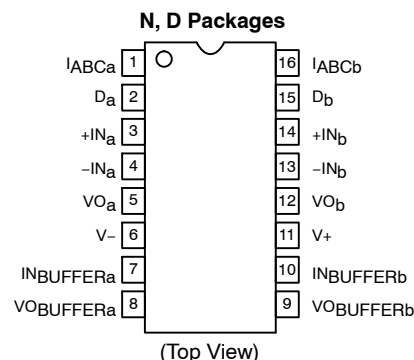 N, D Packages
IABCa 1 16 IABCb
Da 2 15 Db
+INa 3 14 +INb
−INa 4 13 −INb
VOa 5 12 VOb
V− 6 11 V+
INBUFFERa 7 10 INBUFFERb
VOBUFFERa 8 9 VOBUFFERb
(Top View)